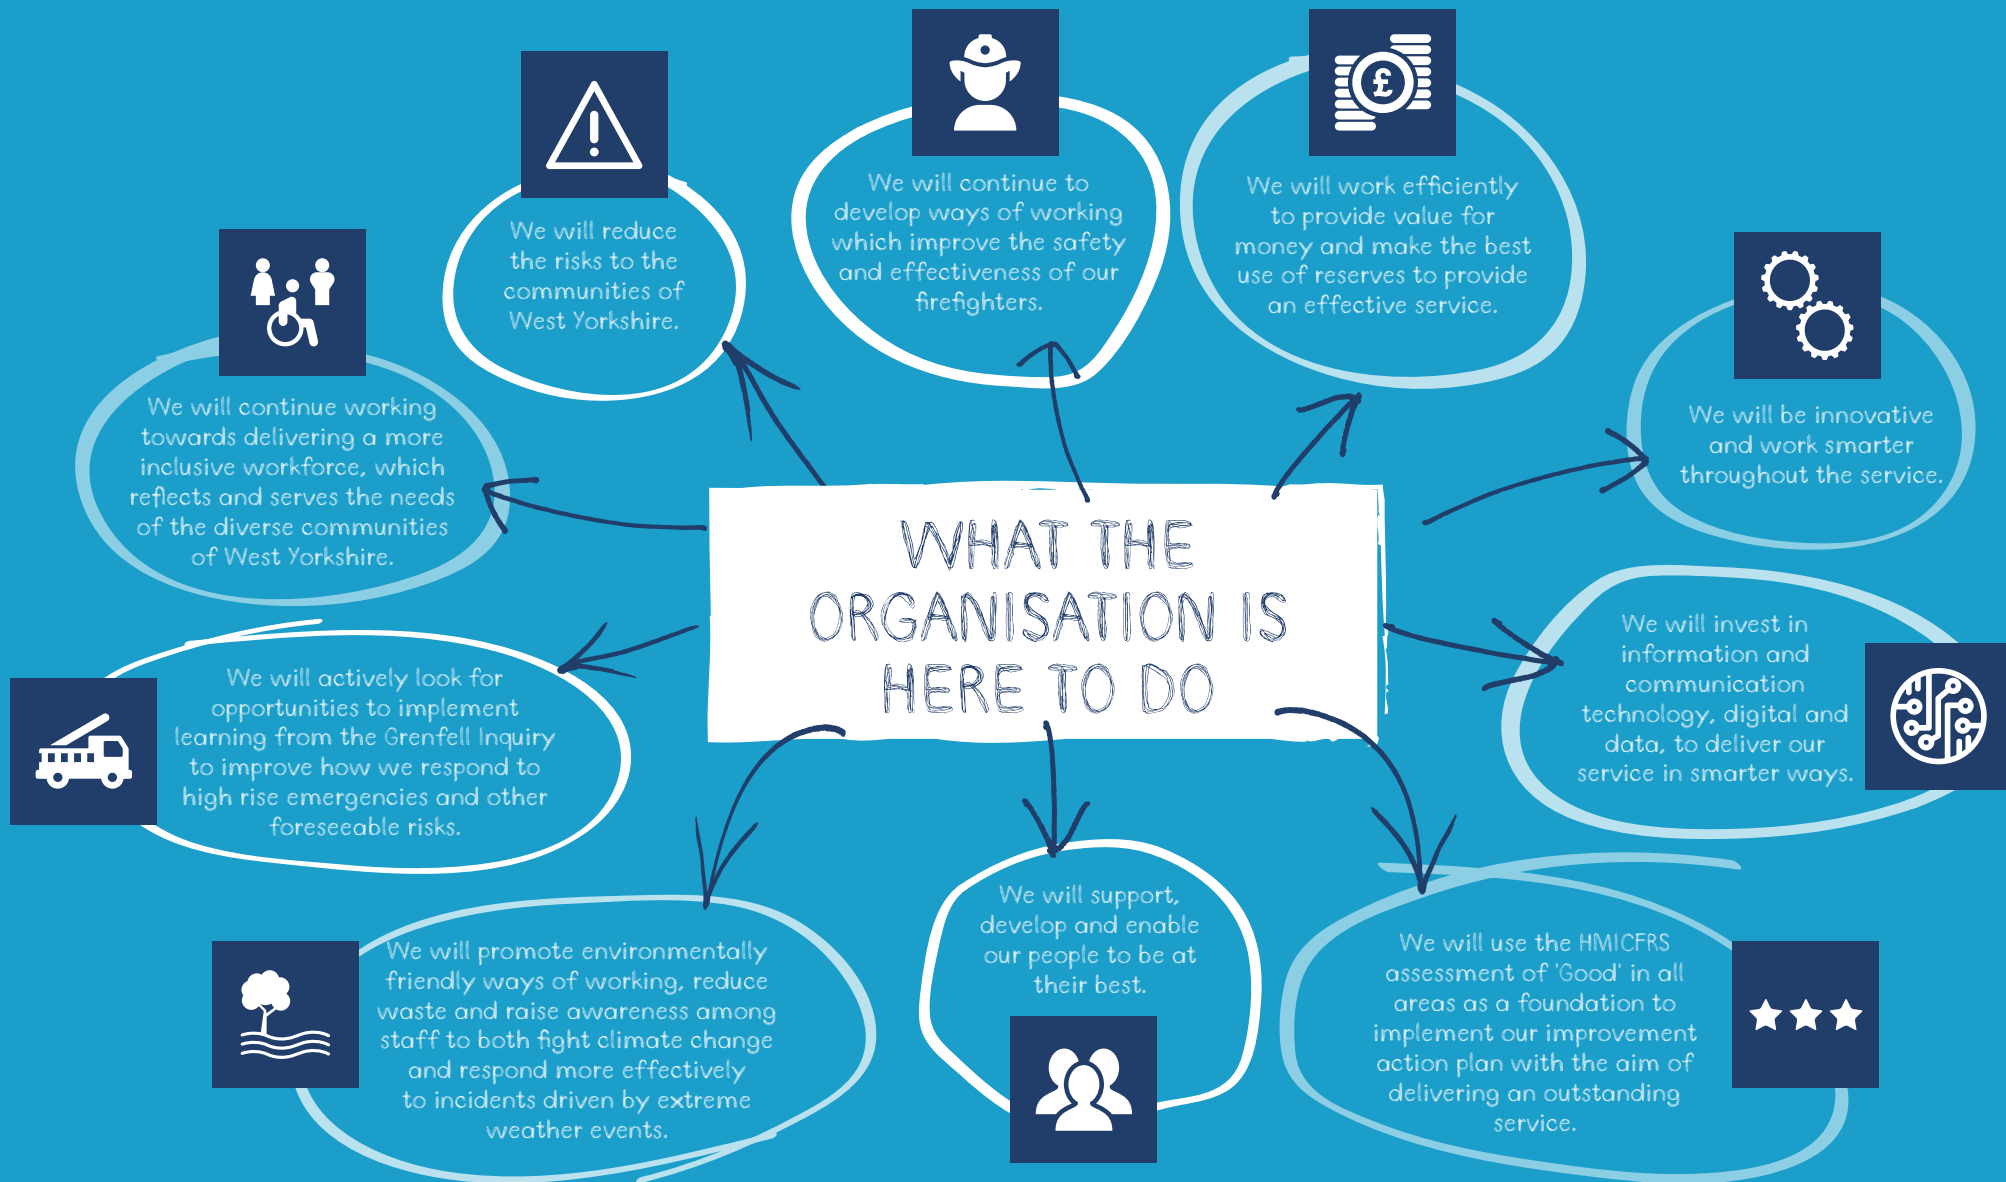 WHAT THE
ORGANISATION IS
HERE TO DO
We will reduce
the risks to the
communities of
West Yorkshire.
We will continue to
develop ways of working
which improve the safety
and effectiveness of our
firefighters.
£
We will work efficiently
to provide value for
money and make the best
use of reserves to provide
an effective service.
We will be innovative
and work smarter
throughout the service.
We will invest in
information and
communication
technology, digital and
data, to deliver our
service in smarter ways.
We will use the HMICFRS
assessment of 'Good' in all
areas as a foundation to
implement our improvement
action plan with the aim of
delivering an outstanding
service.
We will support,
develop and enable
our people to be at
their best.
We will promote environmentally
friendly ways of working, reduce
waste and raise awareness among
staff to both fight climate change
and respond more effectively
to incidents driven by extreme
weather events.
We will actively look for
opportunities to implement
learning from the Grenfell Inquiry
to improve how we respond to
high rise emergencies and other
foreseeable risks.
We will continue working
towards delivering a more
inclusive workforce, which
reflects and serves the needs
of the diverse communities
of West Yorkshire.